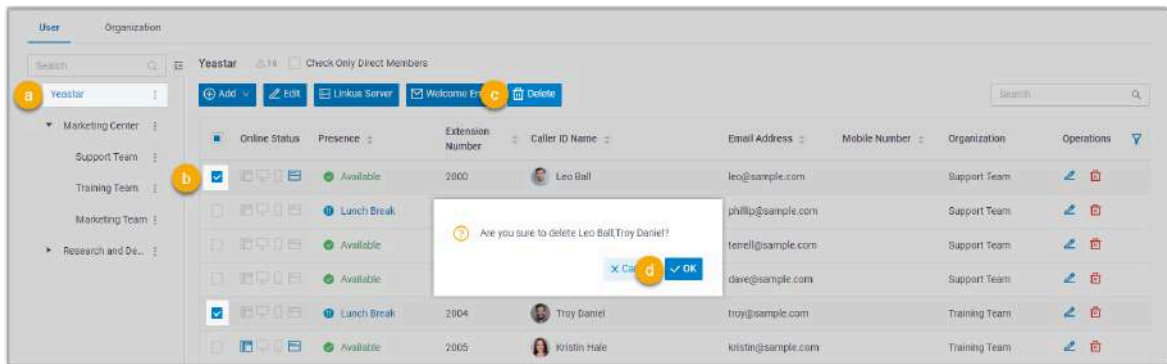 User Organization
Search Yeastar 16 Check Only Direct Members
a Yeastar Add Edit Linkus Server Welcome Em c Delete Search
Marketing Center Online Status Presence Extension Number Caller ID Name Email Address Mobile Number Organization Operations
Support Team
b Available 2000 Leo Ball leo@sample.com Support Team
Training Team
Marketing Team Lunch Break phillip@sample.com Support Team
Research and De... Available terrell@sample.com Support Team
Are you sure to delete Leo Ball,Troy Daniel?
Ca d OK
Available dave@sample.com Support Team
Lunch Break 2004 Troy Daniel troy@sample.com Training Team
Available 2005 Kristin Hale kristin@sample.com Training Team